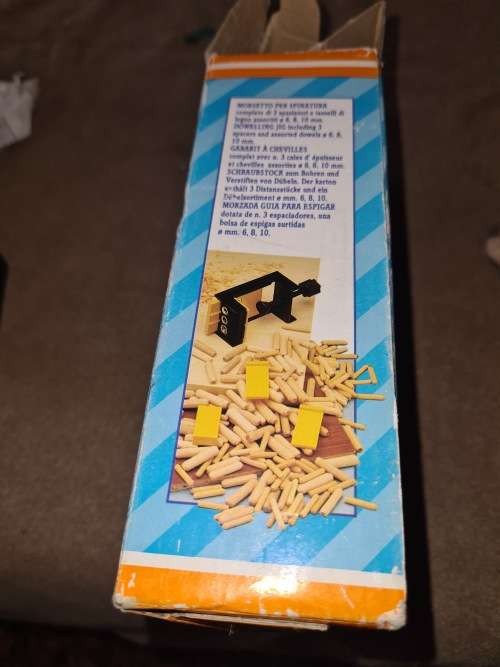 MORSETTO PER SPINATURA
completo di 3 spessori e tasselli di
legno assortiti ø 6, 8, 10 mm.
DOWELLING JIG including 3
spacers and assorted dowels ø 6, 8,
10 mm.
GABARIT À CHEVILLES
complet avec n. 3 cales d' épaisseur
et chevilles assorties ø 6, 8, 10 mm.
SCHRAUBSTOCK zum Bohren und
Verstiften von Dübeln. Der karton
enthält 3 Distanzstücke und ein
Dübelsortiment ø mm. 6, 8, 10.
MORZADA GUIA PARA ESPIGAR
dotata de n. 3 espaciadores, una
bolsa de espigas surtidas
ø mm. 6, 8, 10.